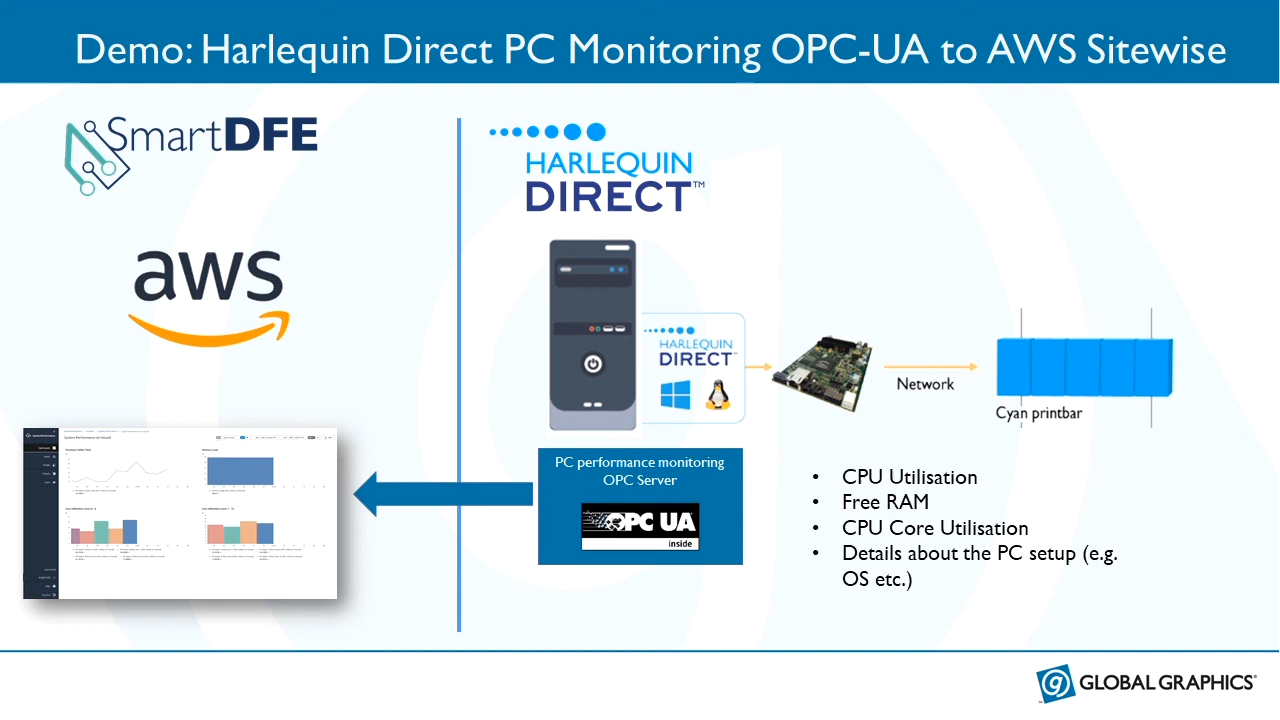 Demo: Harlequin Direct PC Monitoring OPC-UA to AWS Sitewise
SmartDFE
aws
HARLEQUIN
DIRECT™
HARLEQUIN
DIRECT™
Network
Cyan printbar
PC performance monitoring
OPC Server
OPC UA
inside
• CPU Utilisation
• Free RAM
• CPU Core Utilisation
• Details about the PC setup (e.g.
OS etc.)
GLOBAL GRAPHICS®